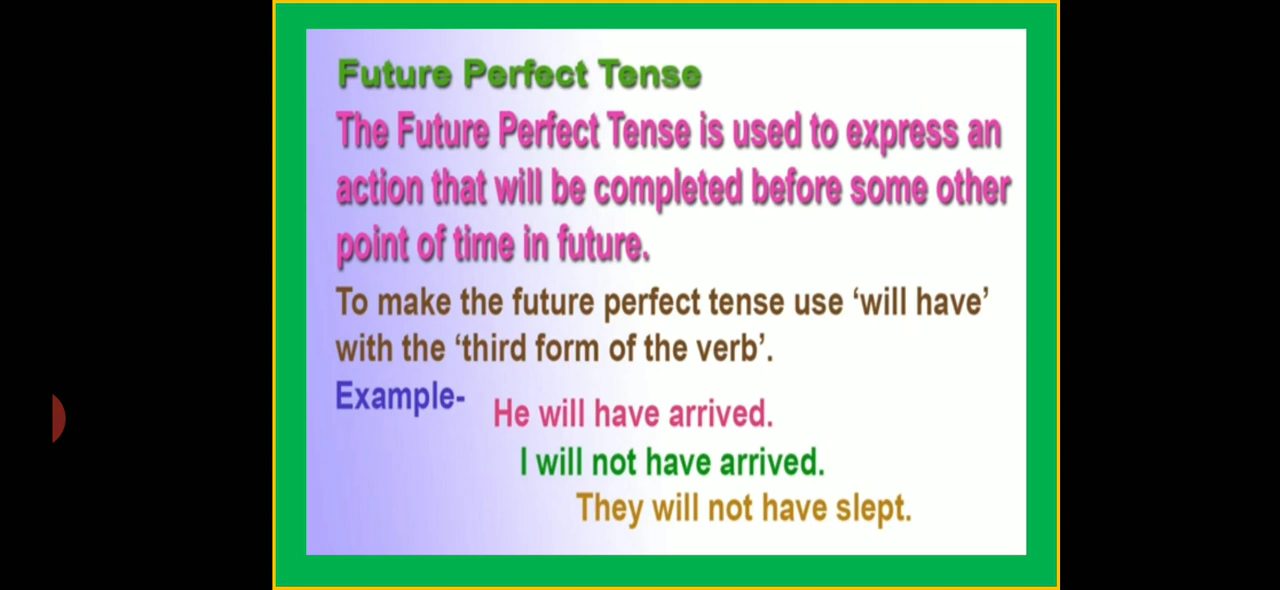 Future Perfect Tense
The Future Perfect Tense is used to express an
action that will be completed before some other
point of time in future.
To make the future perfect tense use ‘will have’
with the ‘third form of the verb’.
Example-
He will have arrived.
I will not have arrived.
They will not have slept.